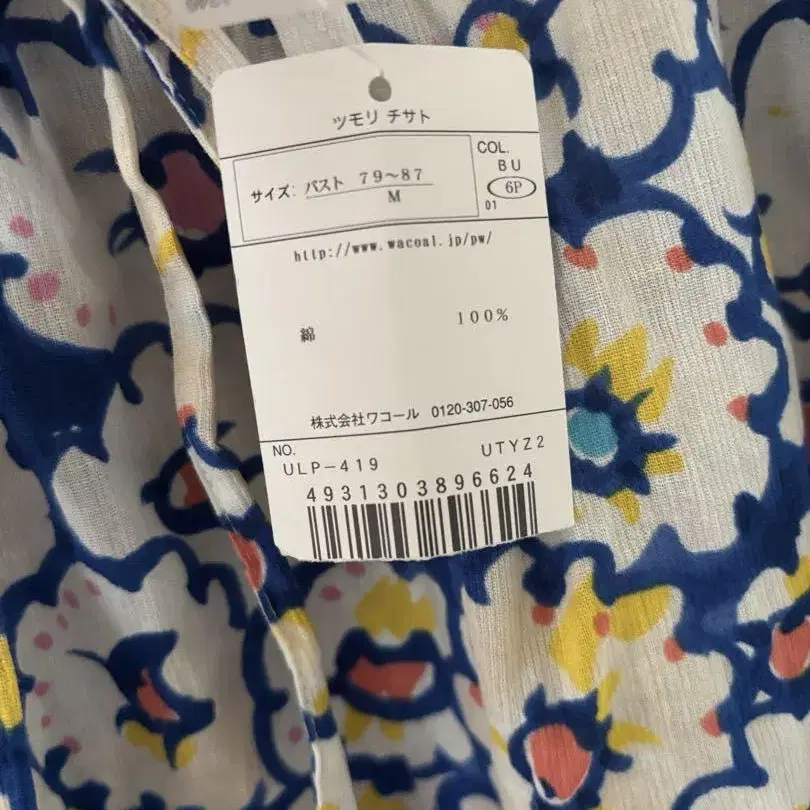 ツモリ チサト
サイズ: バスト 79～87
M
COL.
BU
6P
01
http://www.wacoal.jp/pw/
綿 100%
株式会社ワコール 0120-307-056
NO.
ULP-419 UTYZ2
4931303896624